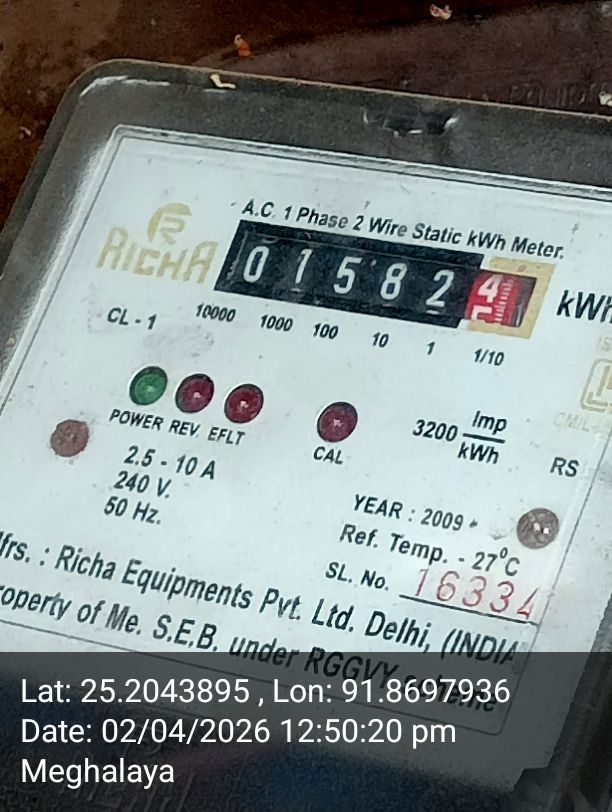 A.C. 1 Phase 2 Wire Static kWh Meter.
RICHA
0 1 5 8 2 4
kWh
CL - 1
10000 1000 100 10 1 1/10
POWER REV. EFLT
CAL
3200 Imp/kWh
RS
2.5 - 10 A
240 V.
50 Hz.
YEAR : 2009
Ref. Temp. - 27°C
SL. No. 16334
Mfrs. : Richa Equipments Pvt. Ltd. Delhi, (INDIA
Property of Me. S.E.B. under RGGVY scheme
Lat: 25.2043895 , Lon: 91.8697936
Date: 02/04/2026 12:50:20 pm
Meghalaya